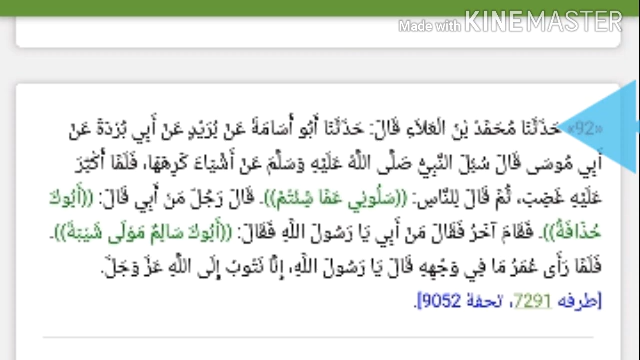 Made with KINEMASTER
«92» حَدَّثَنَا مُحَمَّدُ بْنُ الْعَلاَءِ قَالَ: حَدَّثَنَا أَبُو أُسَامَةَ عَنْ بُرَيْدٍ عَنْ أَبِي بُرْدَةَ عَنْ
أَبِي مُوسَى قَالَ سُئِلَ النَّبِيُّ صَلَّى اللَّهُ عَلَيْهِ وَسَلَّمَ عَنْ أَشْيَاءَ كَرِهَهَا، فَلَمَّا أُكْثِرَ
عَلَيْهِ غَضِبَ، ثُمَّ قَالَ لِلنَّاسِ: ((سَلُونِي عَمَّا شِئْتُمْ)). قَالَ رَجُلٌ مَنْ أَبِي قَالَ: ((أَبُوكَ
حُذَافَةُ)). فَقَامَ آخَرُ فَقَالَ مَنْ أَبِي يَا رَسُولَ اللَّهِ فَقَالَ: ((أَبُوكَ سَالِمٌ مَوْلَى شَيْبَةَ)).
فَلَمَّا رَأَى عُمَرُ مَا فِي وَجْهِهِ قَالَ يَا رَسُولَ اللَّهِ، إِنَّا نَتُوبُ إِلَى اللَّهِ عَزَّ وَجَلَّ.
[طرفه 7291، تحفة 9052].